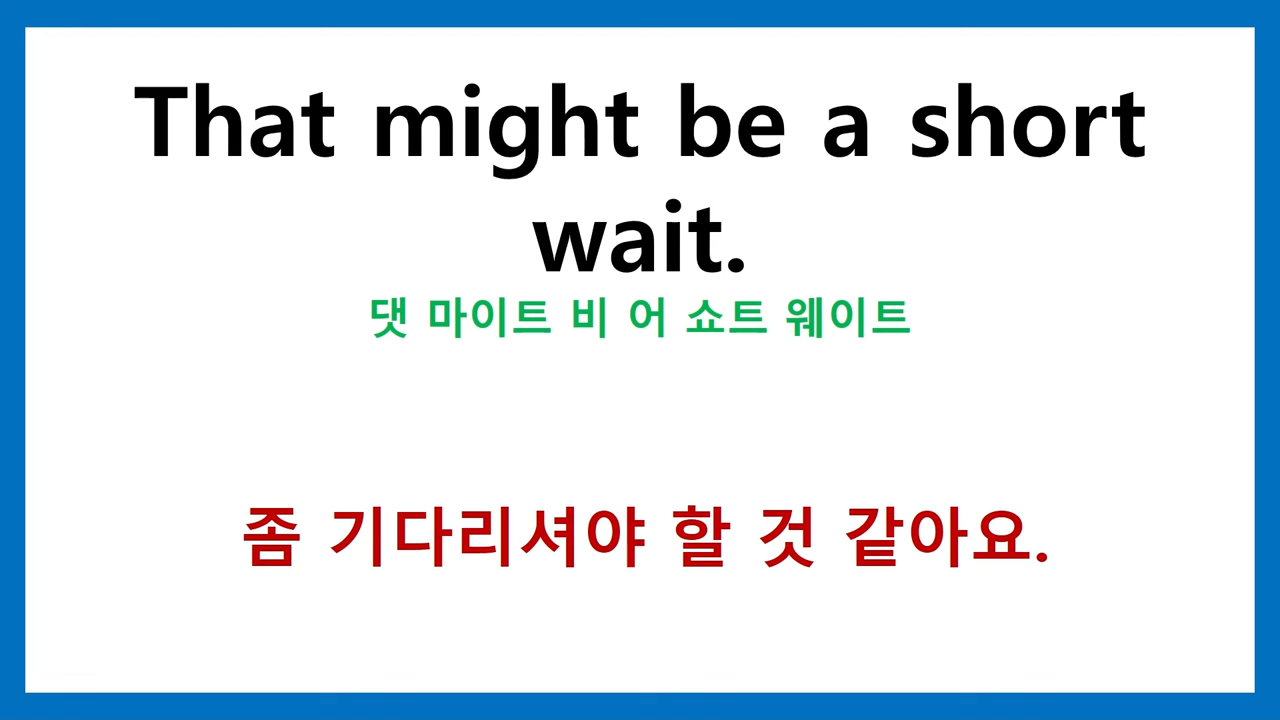 That might be a short
wait.
댓 마이트 비 어 쇼트 웨이트
좀 기다리셔야 할 것 같아요.